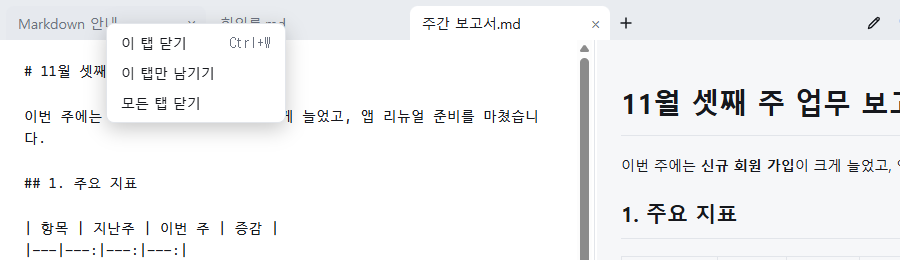 Markdown 안내
회의록.md
주간 보고서.md
이 탭 닫기 Ctrl+W
이 탭만 남기기
모든 탭 닫기
# 11월 셋째
이번 주에는 늘었고, 앱 리뉴얼 준비를 마쳤습니
다.
## 1. 주요 지표
| 항목 | 지난주 | 이번 주 | 증감 |
|---|---:|---:|---:|
11월 셋째 주 업무
이번 주에는 신규 회원 가입이 크게 늘었고,
1. 주요 지표